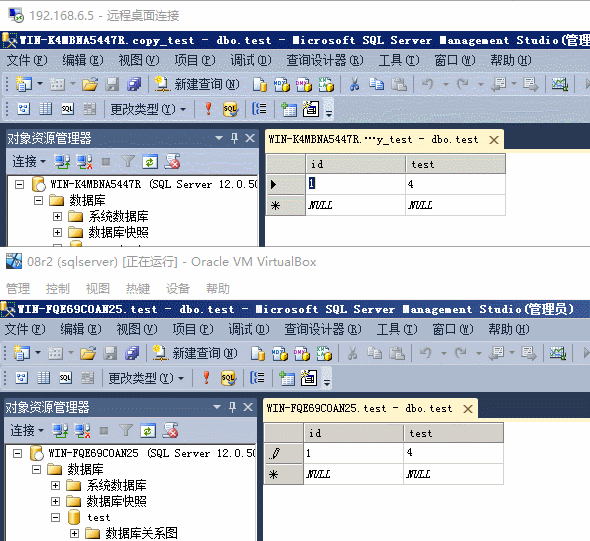 192.168.6.5 - 远程桌面连接
WIN-K4MBNA5447R.copy_test - dbo.test - Microsoft SQL Server Management Studio(管理
文件(F) 编辑(E) 视图(V) 项目(P) 调试(D) 查询设计器(R) 工具(T) 窗口(W) 帮助(H)
新建查询(N)
更改类型(Y)
对象资源管理器
WIN-K4MBNA5447R.···y_test - dbo.test
连接
id test
WIN-K4MBNA5447R (SQL Server 12.0.50
1 4
数据库
NULL NULL
系统数据库
数据库快照
08r2 (sqlserver) [正在运行] - Oracle VM VirtualBox
管理 控制 视图 热键 设备 帮助
WIN-FQE69COAN25.test - dbo.test - Microsoft SQL Server Management Studio(管理员)
文件(F) 编辑(E) 视图(V) 项目(P) 调试(D) 查询设计器(R) 工具(T) 窗口(W) 帮助(H)
新建查询(N)
更改类型(Y)
对象资源管理器
WIN-FQE69COAN25.test - dbo.test
连接
id test
WIN-FQE69COAN25 (SQL Server 12.0.50
1 4
数据库
NULL NULL
系统数据库
数据库快照
test
数据库关系图